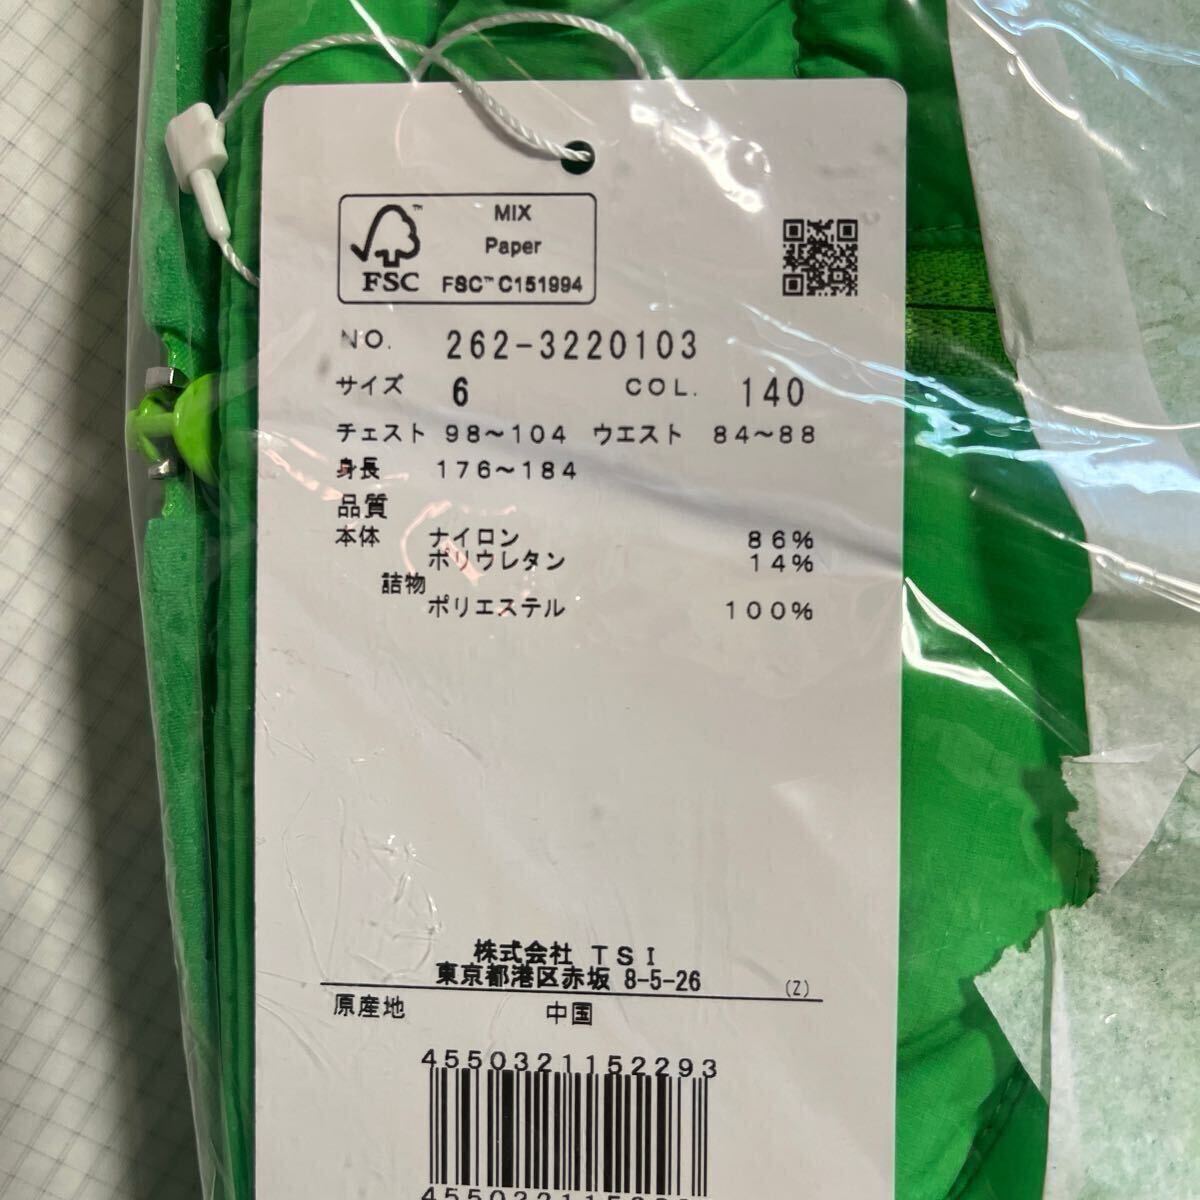 MIX
Paper
FSC™ C151994
FSC
NO. 262-3220103
サイズ 6 COL. 140
チェスト 98～104 ウエスト 84～88
身長 176～184
品質
本体 ナイロン 86%
ポリウレタン 14%
詰物
ポリエステル 100%
株式会社 TSI
東京都港区赤坂 8-5-26 (Z)
原産地 中国
4550321152293